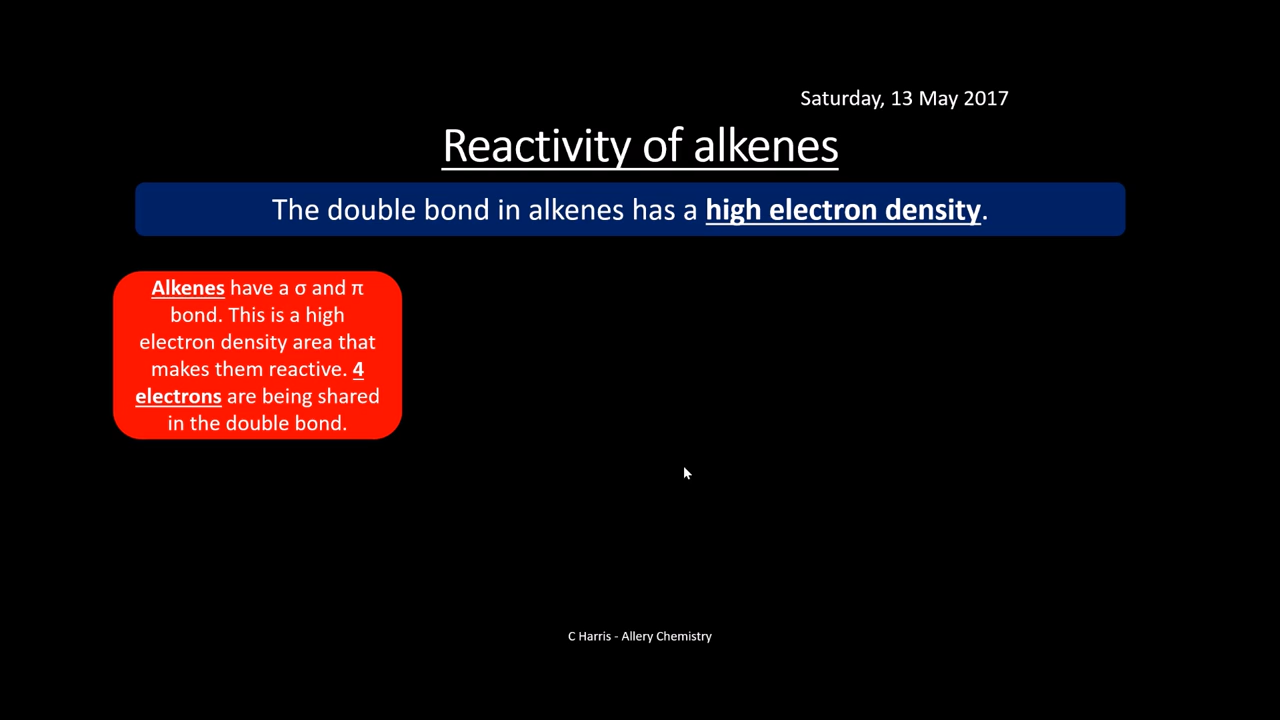 Saturday, 13 May 2017
Reactivity of alkenes
The double bond in alkenes has a high electron density.
Alkenes have a σ and π
bond. This is a high
electron density area that
makes them reactive. 4
electrons are being shared
in the double bond.
C Harris - Allery Chemistry